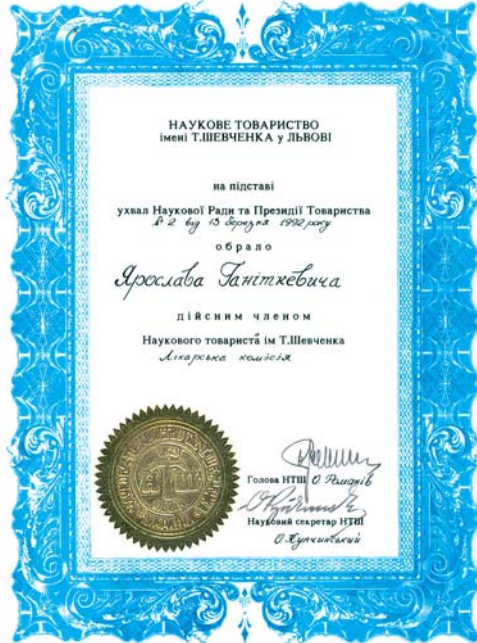 НАУКОВЕ ТОВАРИСТВО
імені Т.ШЕВЧЕНКА у ЛЬВОВІ
на підставі
ухвал Наукової Ради та Президії Товариства
№ 2 від 13 березня 1992 року
обрало
Ярослава Ганіткевича
дійсним членом
Наукового товариства ім Т.Шевченка
Лікарська комісія
Голова НТШ О. Романів
Науковий секретар НТШ
О. Купчинський